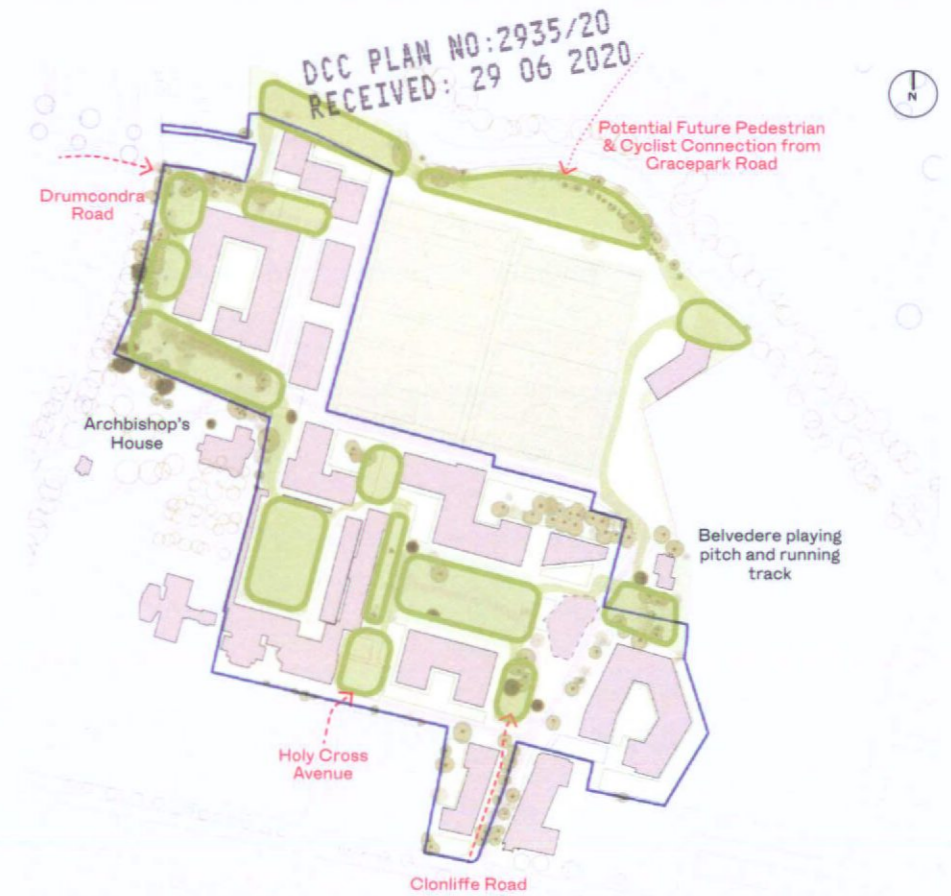 DCC PLAN NO:2935/20
RECEIVED: 29 06 2020
N
Potential Future Pedestrian
& Cyclist Connection from
Gracepark Road
Drumcondra
Road
Archbishop's
House
Belvedere playing
pitch and running
track
Holy Cross
Avenue
Clonliffe Road